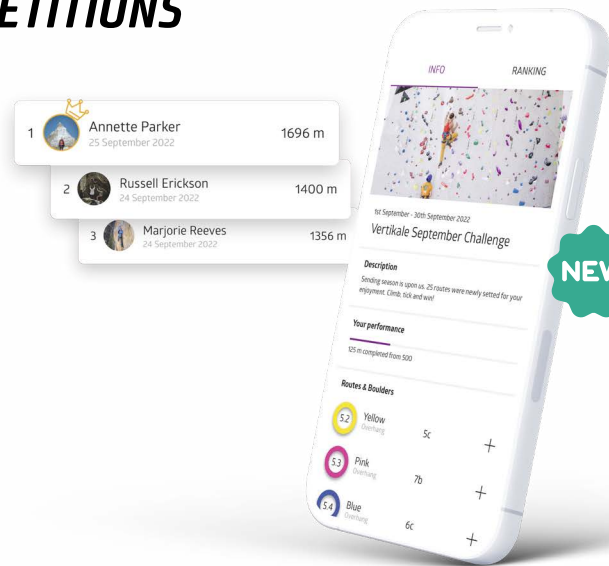 ETITIONS
1 Annette Parker 1696 m
25 September 2022
2 Russell Erickson 1400 m
24 September 2022
3 Marjorie Reeves 1356 m
24 September 2022
INFO RANKING
1st September - 30th September 2022
Vertikale September Challenge
Description
Sending season is upon us. 25 routes were newly setted for your
enjoyment. Climb, tick and win!
Your performance
125 m completed from 500
Routes & Boulders
5.2 Yellow 5c +
Overhang
5.3 Pink 7b +
Overhang
5.4 Blue 6c +
Overhang
NEW